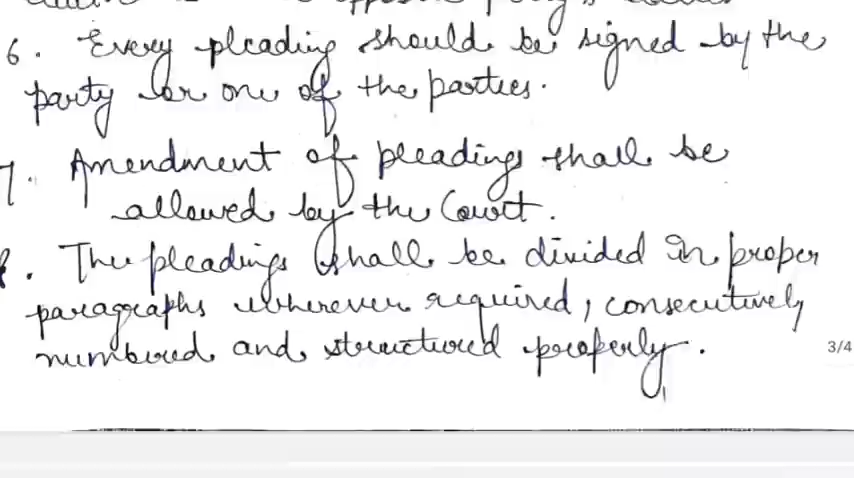 6. Every pleading should be signed by the
party or one of the parties.
7. Amendment of pleadings shall be
allowed by the Court.
The pleadings shall be divided in proper
paragraphs wherever required, consecutively
numbered and structured properly.
3/4